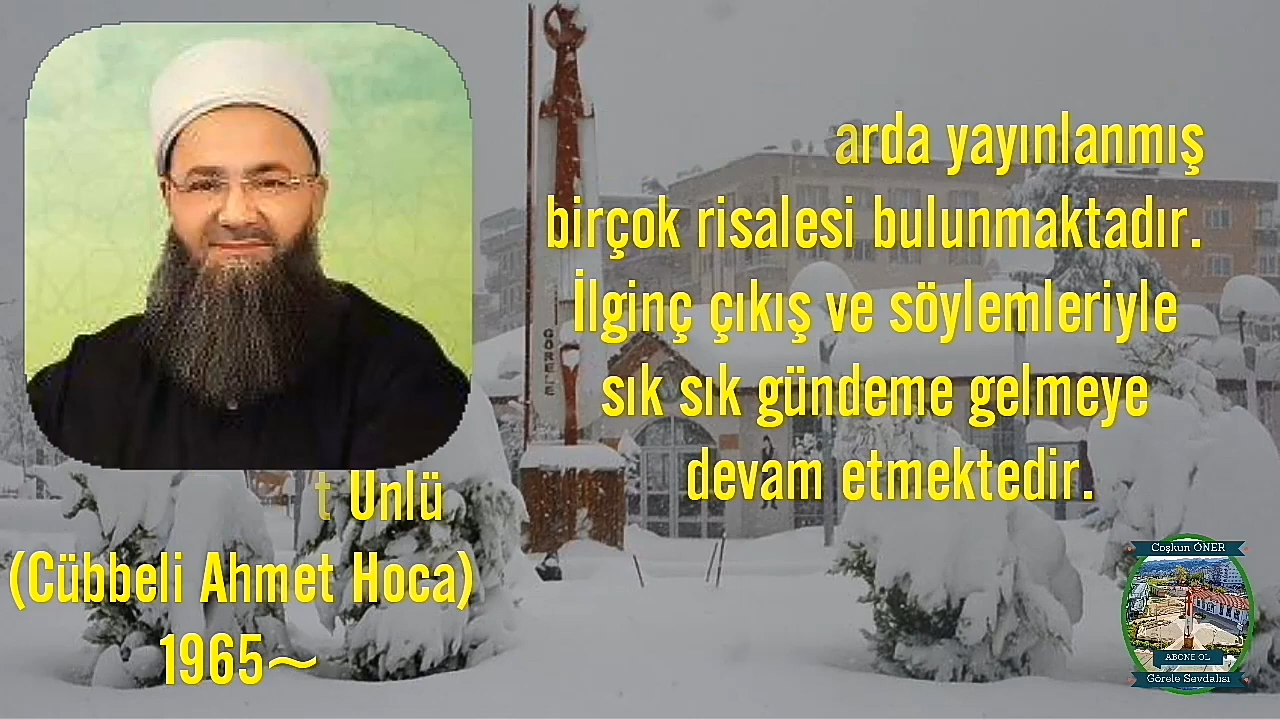 arda yayınlanmış
birçok risalesi bulunmaktadır.
İlginç çıkış ve söylemleriyle
sık sık gündeme gelmeye
devam etmektedir.
t Unlü
(Cübbeli Ahmet Hoca)
1965~
GÖRELE
Coşkun ÖNER
ABONE OL
Görele Sevdalısı